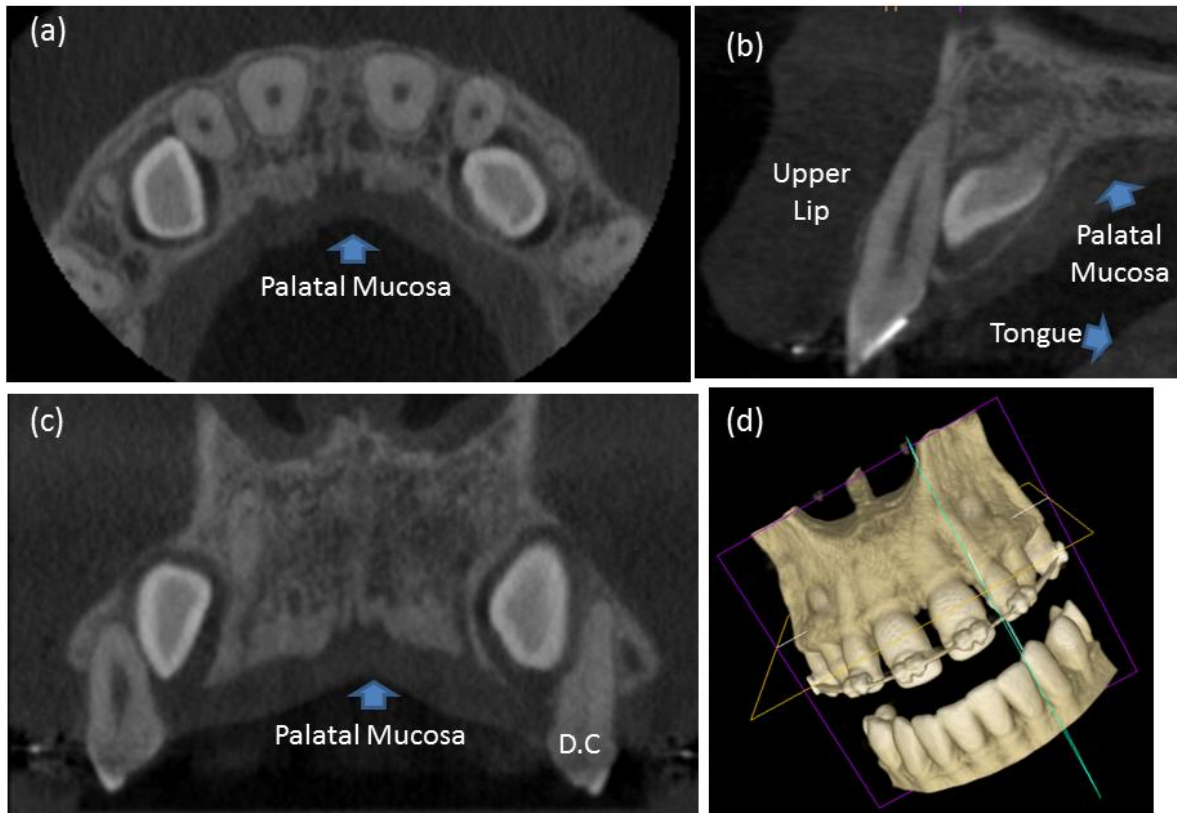 (a)
Palatal Mucosa
(b)
Upper
Lip
Palatal
Mucosa
Tongue
(c)
Palatal Mucosa
D.C
(d)